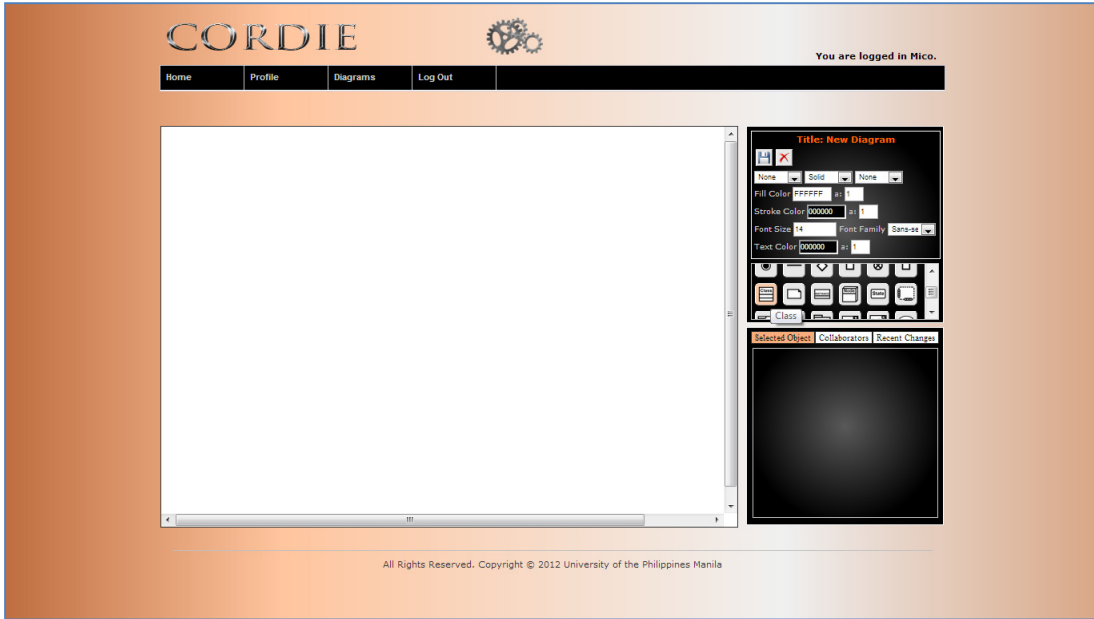 CORDIE
You are logged in Mico.
Home Profile Diagrams Log Out
Title: New Diagram
None Solid None
Fill Color FFFFFF a: 1
Stroke Color 000000 a: 1
Font Size 14 Font Family Sans-se
Text Color 000000 a: 1
Class State
Class
Selected Object Collaborators Recent Changes
All Rights Reserved. Copyright © 2012 University of the Philippines Manila